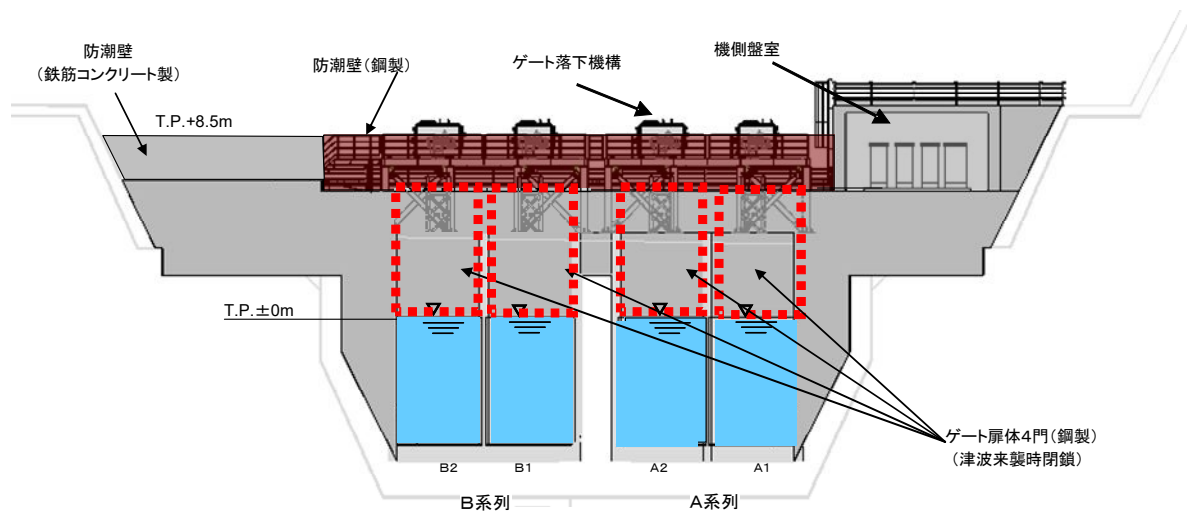 防潮壁
(鉄筋コンクリート製)
防潮壁(鋼製)
ゲート落下機構
機側盤室
T.P.+8.5m
T.P.±0m
ゲート扉体4門(鋼製)
(津波来襲時閉鎖)
B2
B1
A2
A1
B系列
A系列